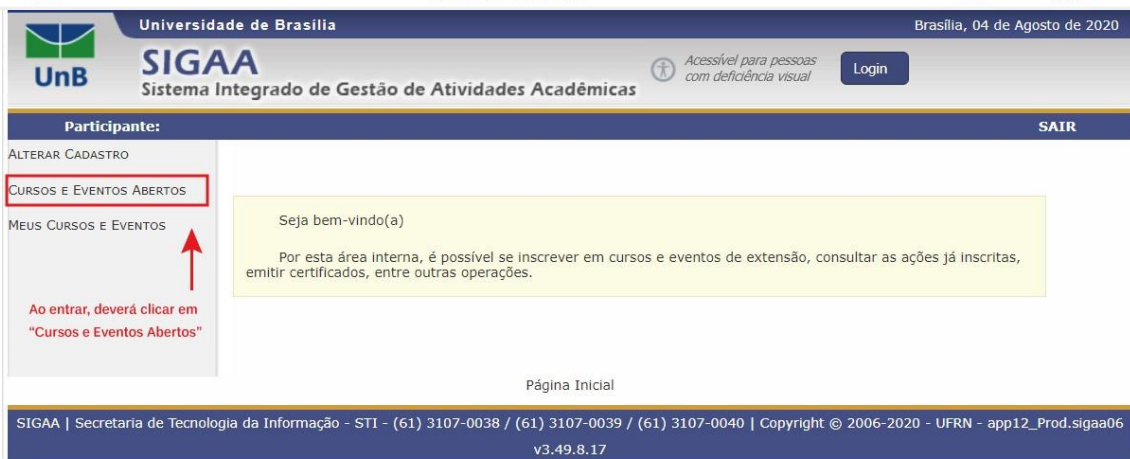 Universidade de Brasília
Brasília, 04 de Agosto de 2020
UnB
SIGAA
Sistema Integrado de Gestão de Atividades Acadêmicas
Acessível para pessoas
com deficiência visual
Login
Participante:
SAIR
ALTERAR CADASTRO
CURSOS E EVENTOS ABERTOS
MEUS CURSOS E EVENTOS
Ao entrar, deverá clicar em
“Cursos e Eventos Abertos”
Seja bem-vindo(a)
Por esta área interna, é possível se inscrever em cursos e eventos de extensão, consultar as ações já inscritas,
emitir certificados, entre outras operações.
Página Inicial
SIGAA | Secretaria de Tecnologia da Informação - STI - (61) 3107-0038 / (61) 3107-0039 / (61) 3107-0040 | Copyright © 2006-2020 - UFRN - app12_Prod.sigaa06
v3.49.8.17